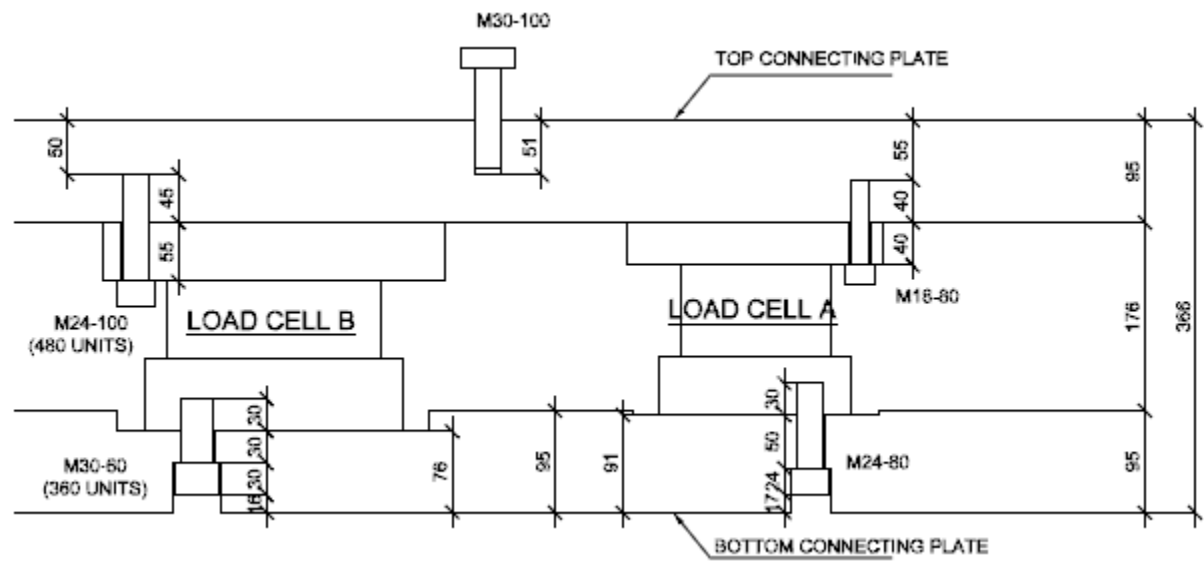 M30-100
TOP CONNECTING PLATE
50
51
55
95
45
40
55
40
M18-80
LOAD CELL B
LOAD CELL A
M24-100
(480 UNITS)
176
366
30
30
30
50
76
95
91
M30-60
(360 UNITS)
M24-80
95
30
24
16
17
BOTTOM CONNECTING PLATE